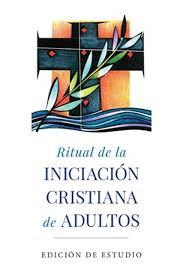 Ritual de la
INICIACIÓN
CRISTIANA
de ADULTOS
EDICIÓN DE ESTUDIO